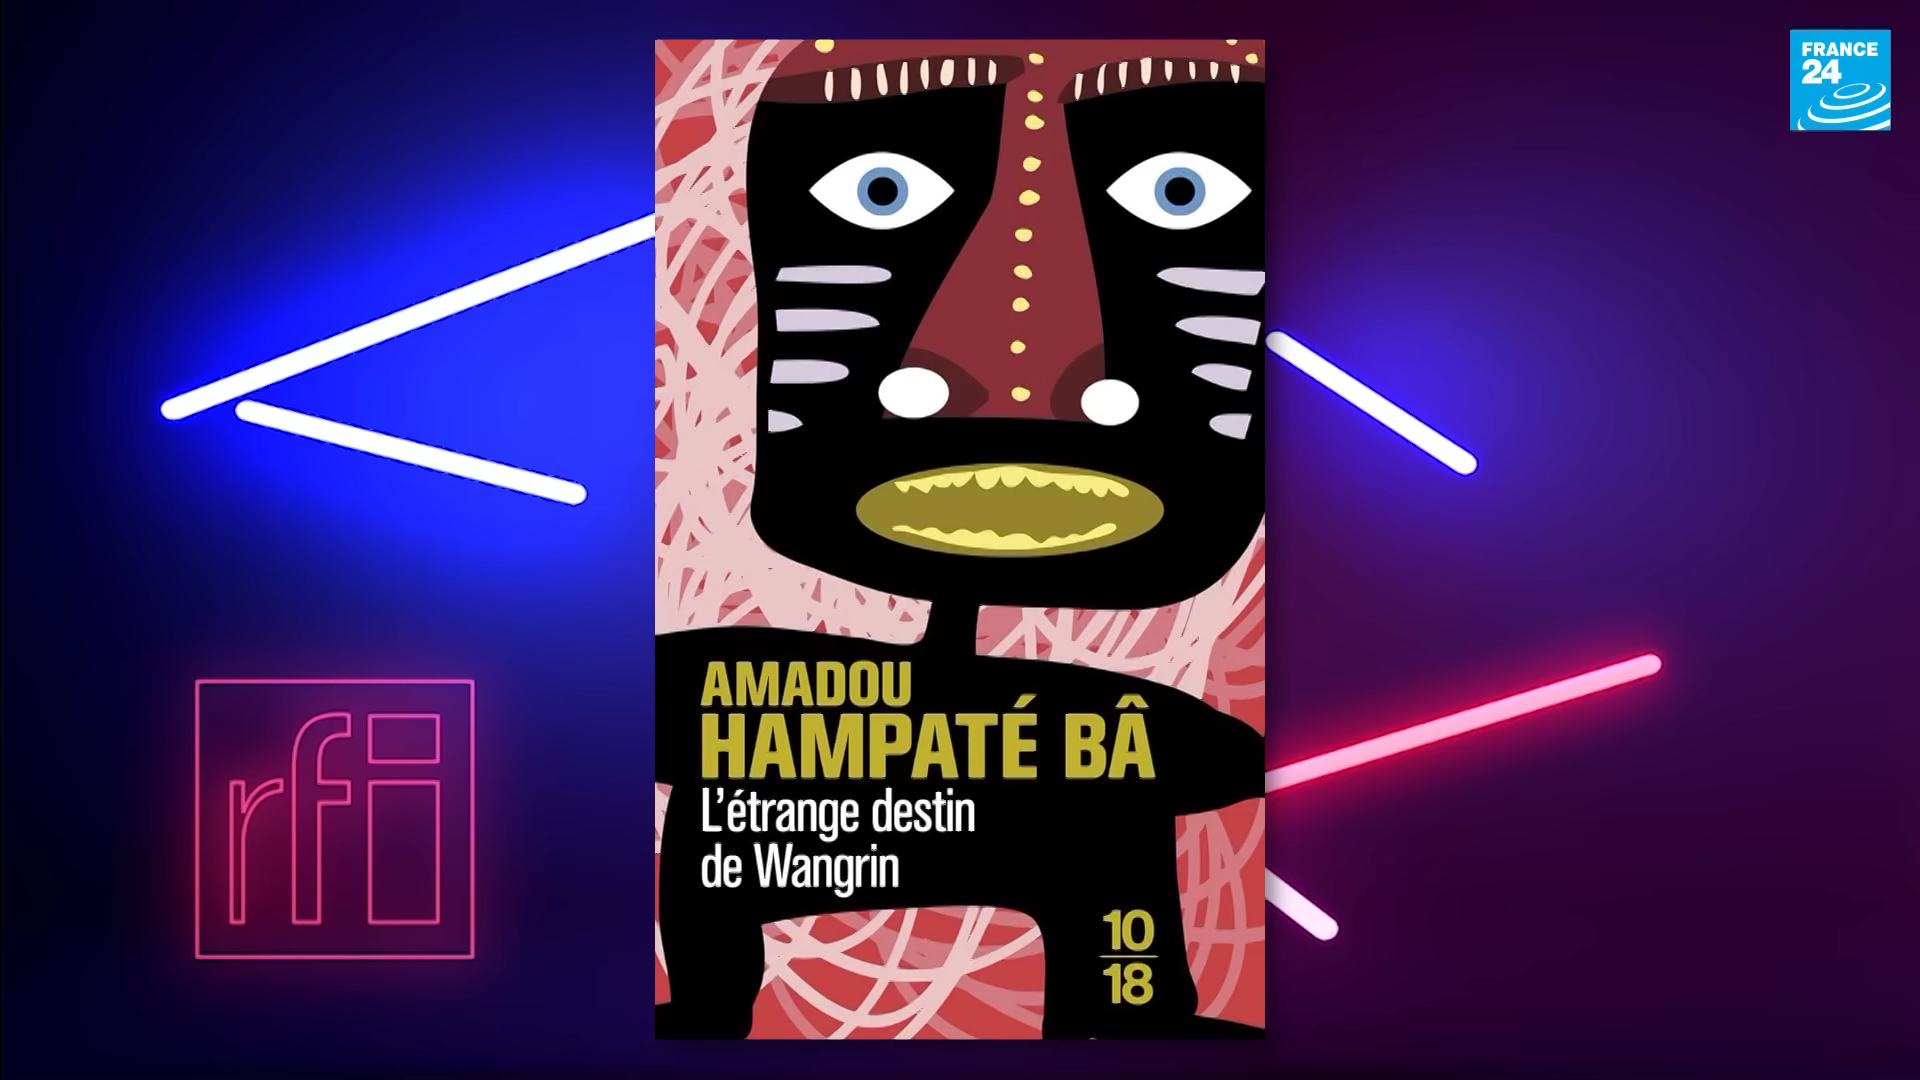 FRANCE
24
AMADOU
HAMPATÉ BÂ
L'étrange destin
de Wangrin
10
18
rfi